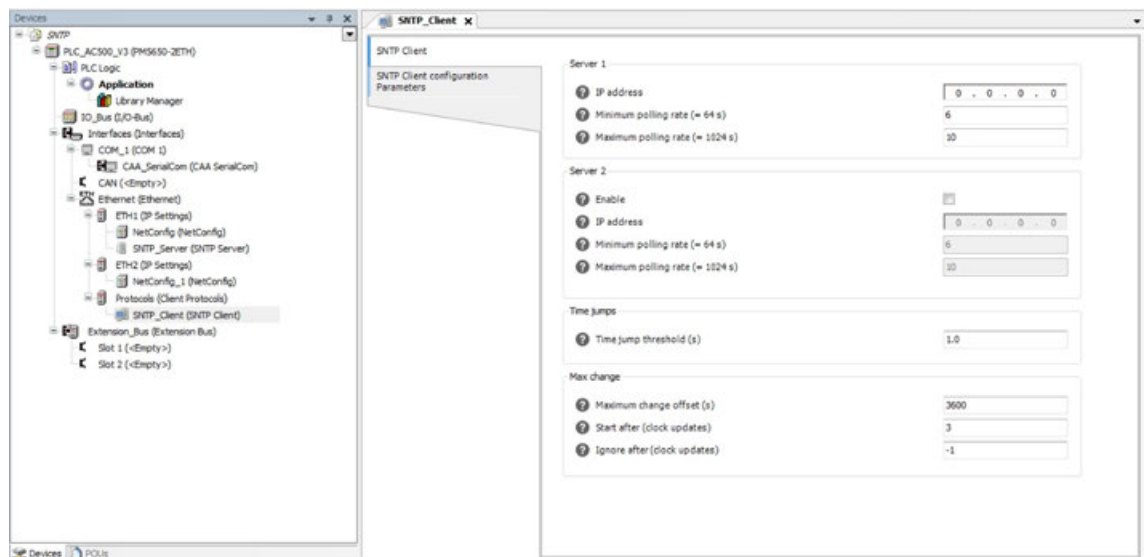 Devices
SNTP
PLC_AC500_V3 (PM5650-2ETH)
PLC Logic
Application
Library Manager
IO_Bus (I/O-Bus)
Interfaces (Interfaces)
COM_1 (COM 1)
CAA_SerialCom (CAA SerialCom)
CAN (<Empty>)
Ethernet (Ethernet)
ETH1 (IP Settings)
NetConfig (NetConfig)
SNTP_Server (SNTP Server)
ETH2 (IP Settings)
NetConfig_1 (NetConfig)
Protocols (Client Protocols)
SNTP_Client (SNTP Client)
Extension_Bus (Extension Bus)
Slot 1 (<Empty>)
Slot 2 (<Empty>)
Devices POUs
SNTP_Client X
SNTP Client
SNTP Client configuration
Parameters
Server 1
IP address 0 . 0 . 0 . 0
Minimum polling rate (= 64 s) 6
Maximum polling rate (= 1024 s) 10
Server 2
Enable
IP address 0 . 0 . 0 . 0
Minimum polling rate (= 64 s) 6
Maximum polling rate (= 1024 s) 10
Time jumps
Time jump threshold (s) 1.0
Max change
Maximum change offset (s) 3600
Start after (clock updates) 3
Ignore after (clock updates) -1